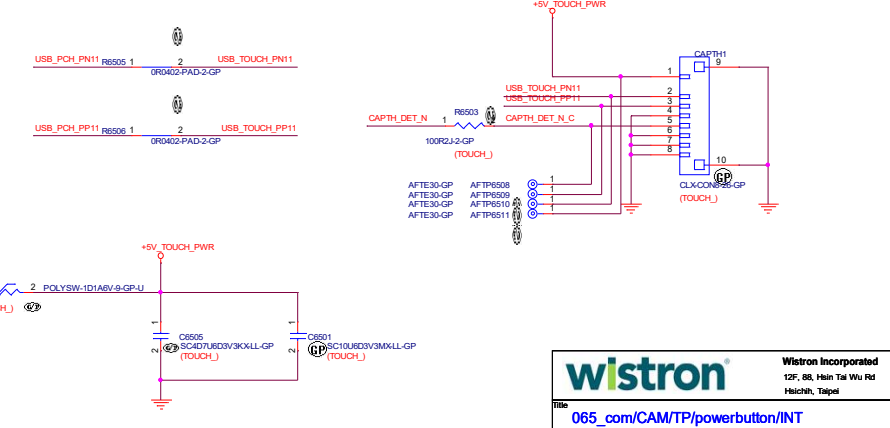 +5V_TOUCH_PWR
USB_PCH_PN11 R6505 1 2 USB_TOUCH_PN11
0R0402-PAD-2-GP
USB_PCH_PP11 R6506 1 2 USB_TOUCH_PP11
0R0402-PAD-2-GP
CAPTH1
1 9
USB_TOUCH_PN11 2
USB_TOUCH_PP11 3
4
CAPTH_DET_N 1 R6503 2 CAPTH_DET_N_C 5
6
7
8
10
100R2J-2-GP
(TOUCH_)
GP
CLX-CON8-26-GP
(TOUCH_)
AFTE30-GP AFTP6508 1
AFTE30-GP AFTP6509 1
AFTE30-GP AFTP6510 1
AFTE30-GP AFTP6511 1
+5V_TOUCH_PWR
2 POLYSW-1D1A6V-9-GP-U
H_)
1 C6505
2 SC4D7U6D3V3KX-LL-GP
(TOUCH_)
1 C6501
2 GP SC10U6D3V3MX-LL-GP
(TOUCH_)
wistron®
Wistron Incorporated
12F, 88, Hsin Tai Wu Rd
Hsichih, Taipei
Title
065_com/CAM/TP/powerbutton/INT